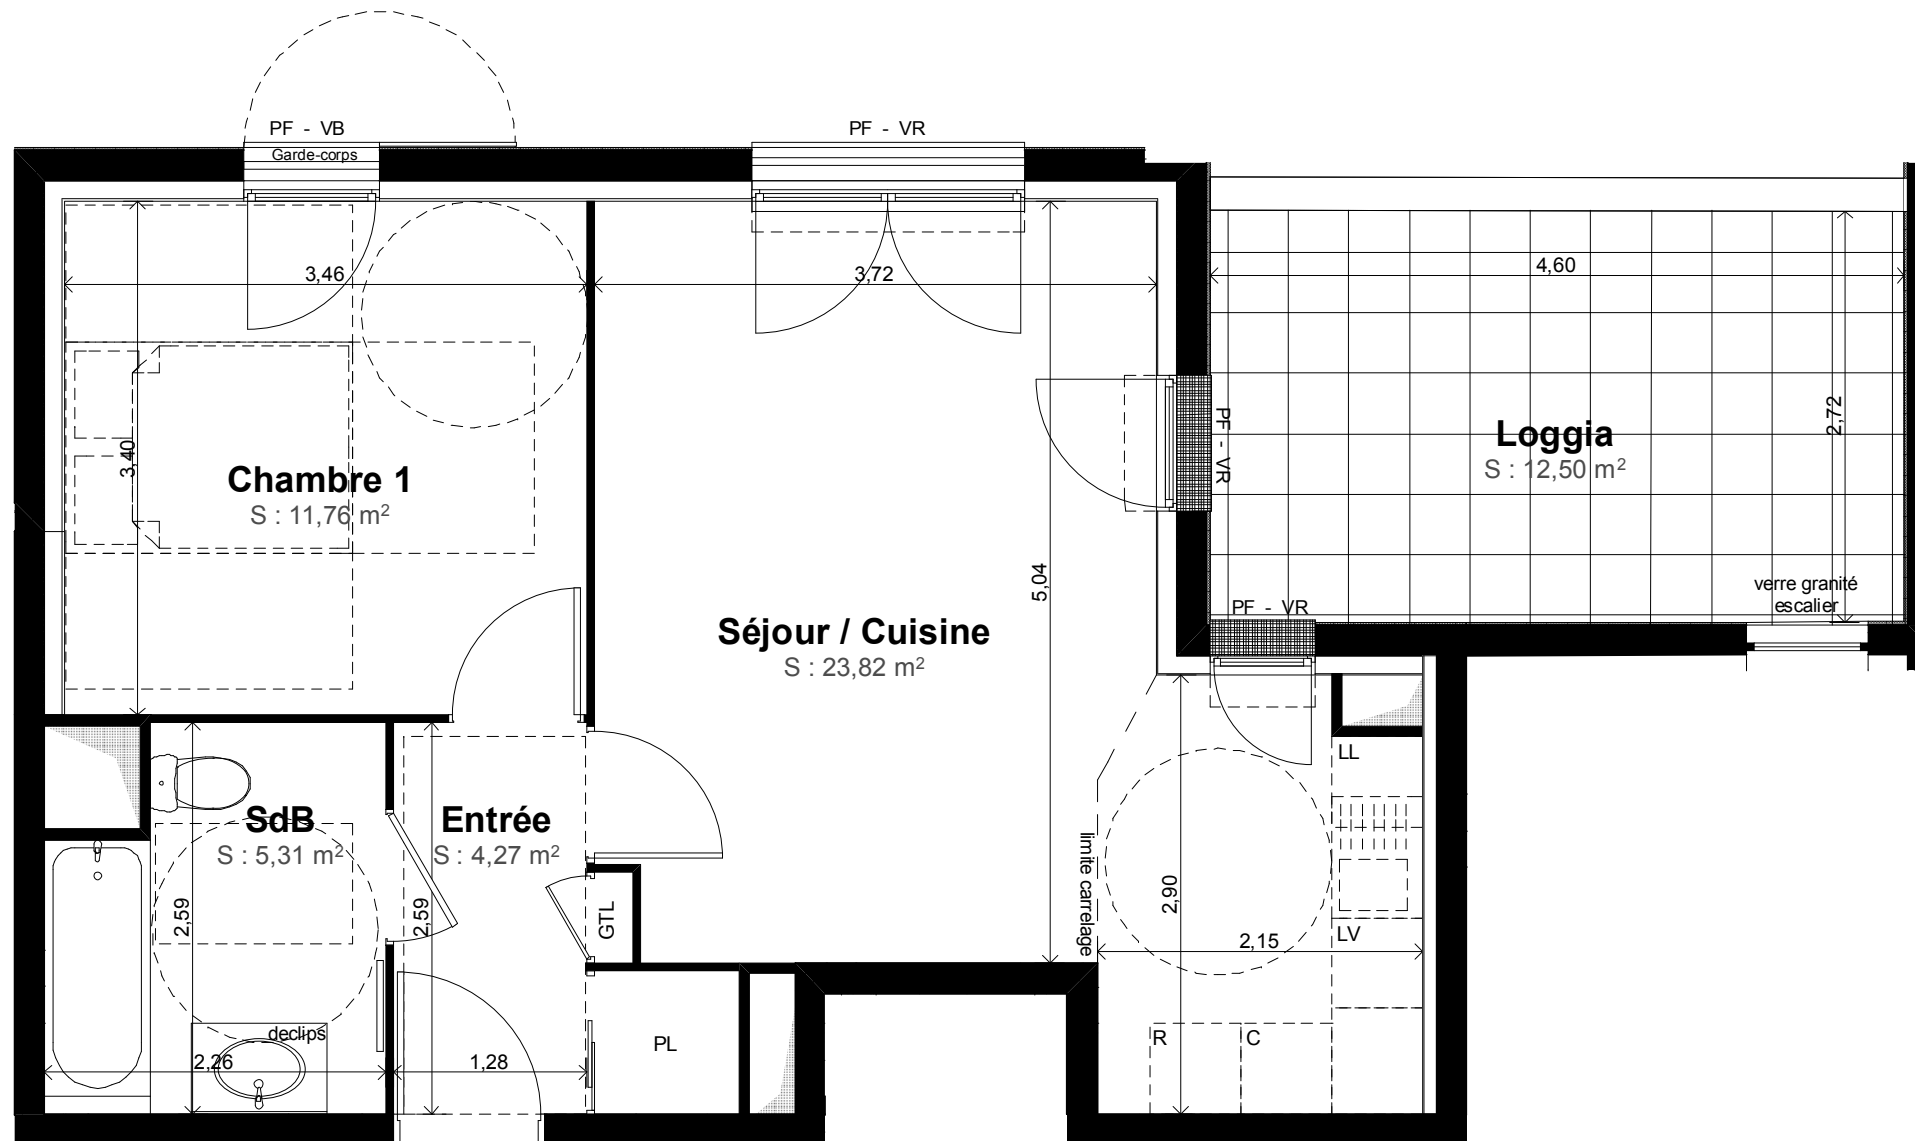 PF - VB
Garde-corps
PF - VR
3,46
3,72
4,60
2,72
PF - VR
3,40
Chambre 1
S : 11,76 m²
Loggia
S : 12,50 m²
5,04
Séjour / Cuisine
S : 23,82 m²
PF - VR
verre granité
escalier
LL
SdB
S : 5,31 m²
Entrée
S : 4,27 m²
limite carrelage
2,90
2,59
2,59
GTL
LV
2,15
declips
2,26
1,28
PL
R
C